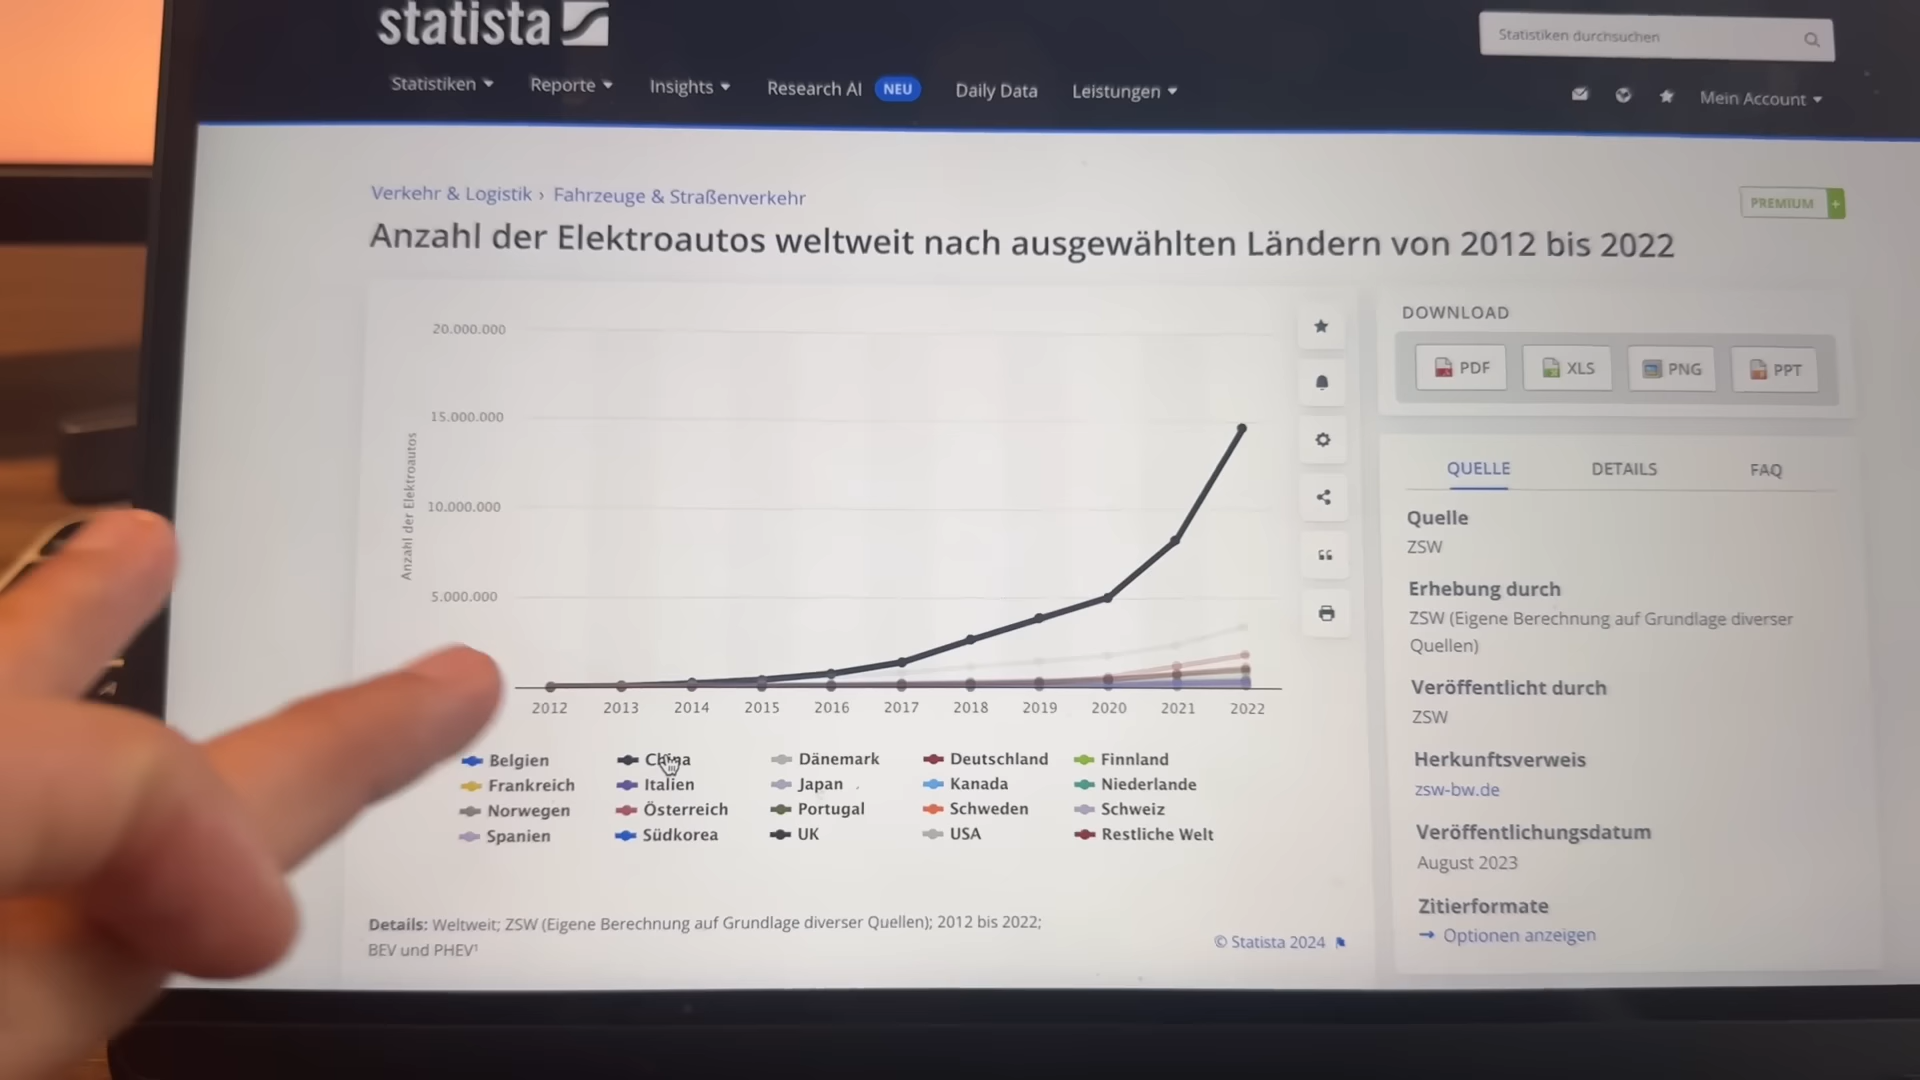 statista
Statistiken durchsuchen
Statistiken Reporte Insights Research AI NEU Daily Data Leistungen Mein Account
Verkehr & Logistik › Fahrzeuge & Straßenverkehr
PREMIUM +
Anzahl der Elektroautos weltweit nach ausgewählten Ländern von 2012 bis 2022
20.000.000
15.000.000
10.000.000
5.000.000
Anzahl der Elektroautos
2012 2013 2014 2015 2016 2017 2018 2019 2020 2021 2022
Belgien China Dänemark Deutschland Finnland
Frankreich Italien Japan Kanada Niederlande
Norwegen Österreich Portugal Schweden Schweiz
Spanien Südkorea UK USA Restliche Welt
Details: Weltweit; ZSW (Eigene Berechnung auf Grundlage diverser Quellen); 2012 bis 2022;
BEV und PHEV¹
© Statista 2024
DOWNLOAD
PDF XLS PNG PPT
QUELLE DETAILS FAQ
Quelle
ZSW
Erhebung durch
ZSW (Eigene Berechnung auf Grundlage diverser
Quellen)
Veröffentlicht durch
ZSW
Herkunftsverweis
zsw-bw.de
Veröffentlichungsdatum
August 2023
Zitierformate
→ Optionen anzeigen